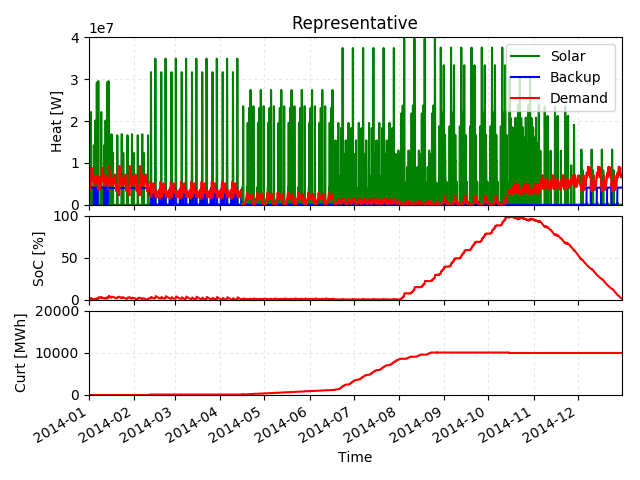 Representative
1e7
4
3
2
1
0
Heat [W]
Solar
Backup
Demand
100
50
0
SoC [%]
20000
10000
0
Curt [MWh]
2014-01
2014-02
2014-03
2014-04
2014-05
2014-06
2014-07
2014-08
2014-09
2014-10
2014-11
2014-12
Time